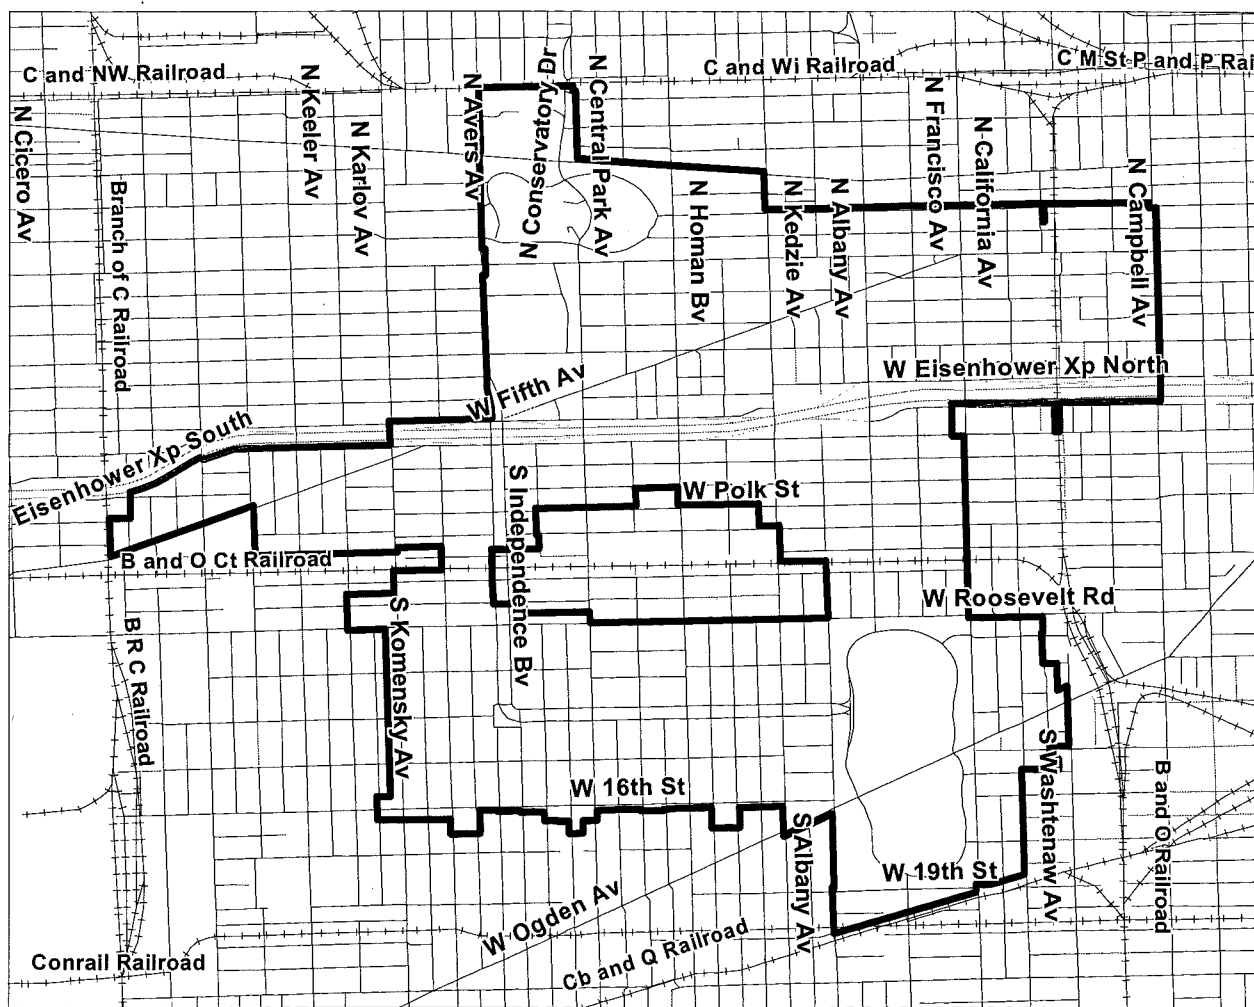 C and NW Railroad
N Cicero Av
N Keeler Av
N Karlov Av
N Avers Av
N Conservatory Dr
N Central Park Av
C and Wi Railroad
C M St P and P Rai
N Homan Bv
N Kedzie Av
N Albany Av
N Francisco Av
N California Av
N Campbell Av
Branch of C Railroad
W Eisenhower Xp North
W Fifth Av
Eisenhower Xp South
S Independence Bv
W Polk St
B and O Ct Railroad
W Roosevelt Rd
S Komensky Av
B R C Railroad
W 16th St
S Washtenaw Av
B and O Railroad
S Albany Av
W 19th St
W Ogden Av
Cb and Q Railroad
Conrail Railroad